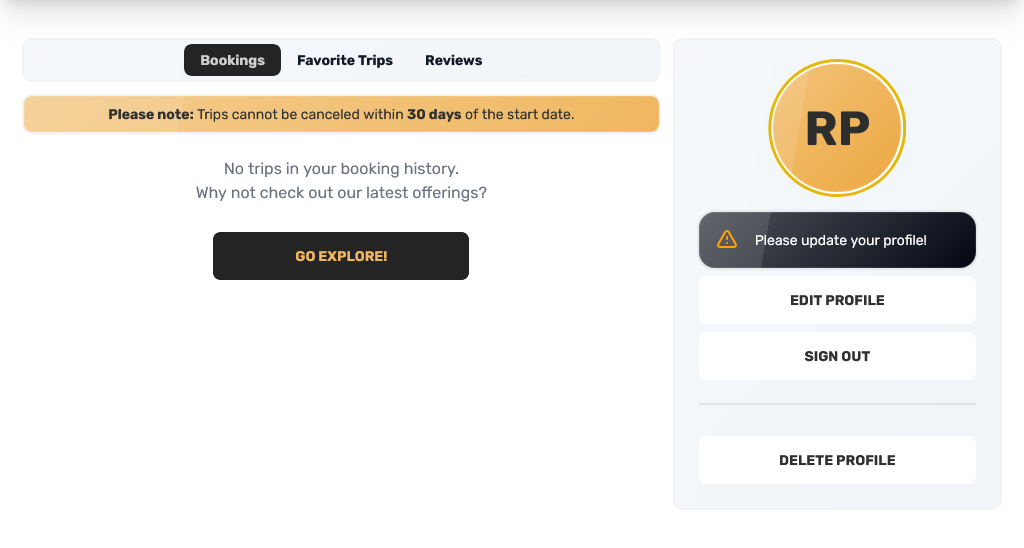 Bookings
Favorite Trips
Reviews
Please note: Trips cannot be canceled within 30 days of the start date.
No trips in your booking history.
Why not check out our latest offerings?
GO EXPLORE!
RP
Please update your profile!
EDIT PROFILE
SIGN OUT
DELETE PROFILE